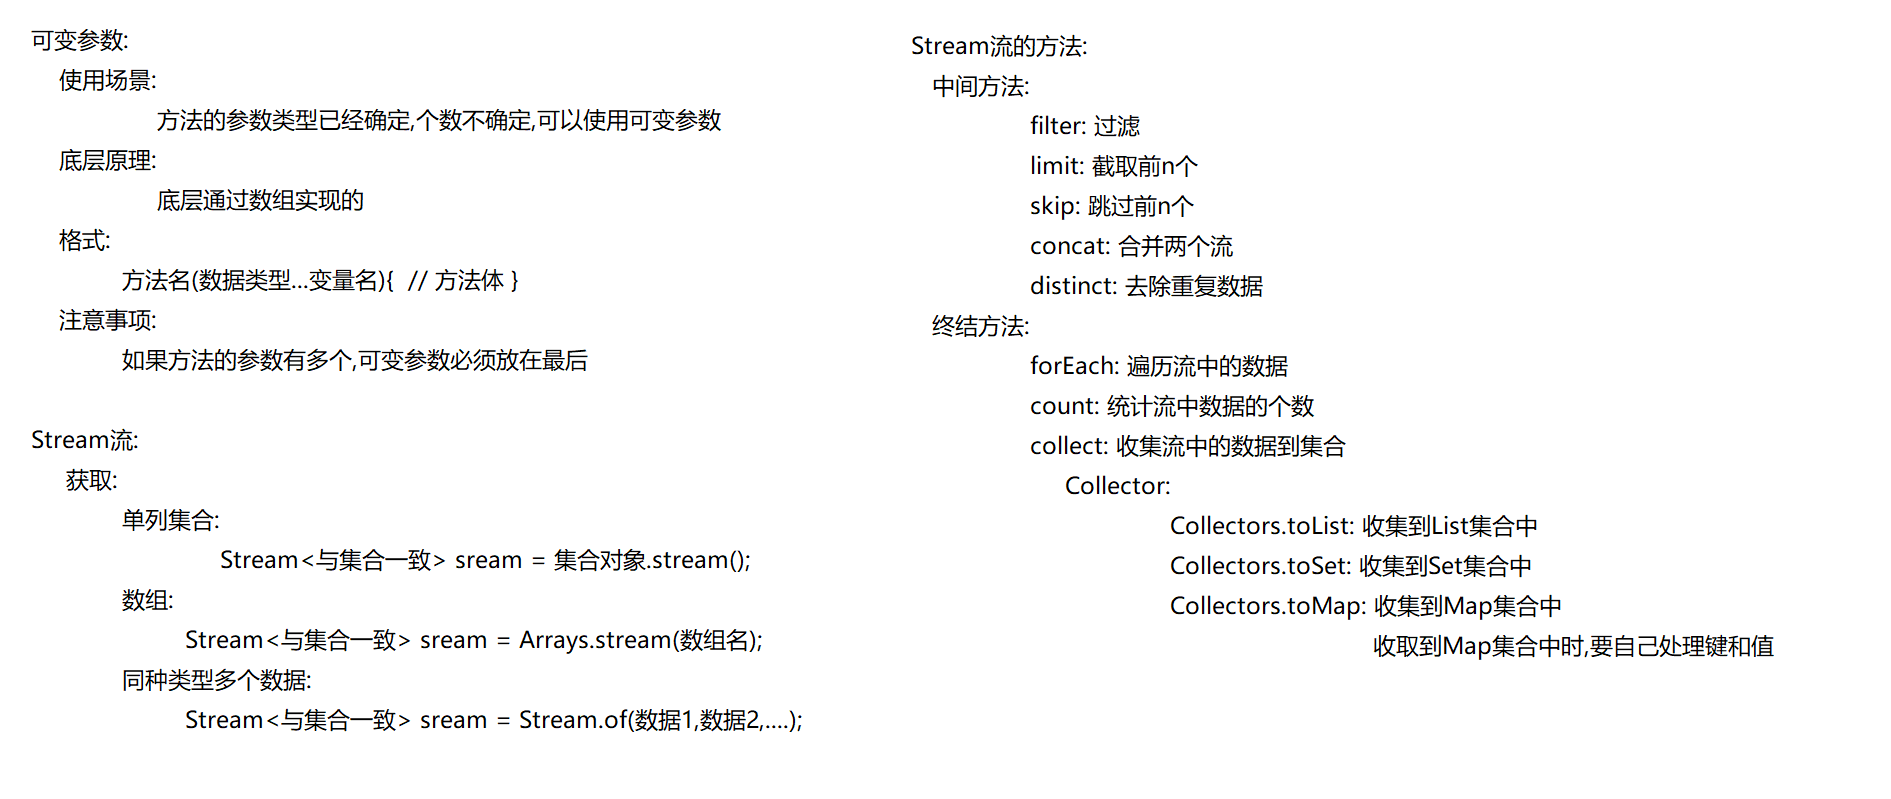 可变参数:
使用场景:
方法的参数类型已经确定,个数不确定,可以使用可变参数
底层原理:
底层通过数组实现的
格式:
方法名(数据类型...变量名){  // 方法体 }
注意事项:
如果方法的参数有多个,可变参数必须放在最后
Stream流:
获取:
单列集合:
Stream<与集合一致> sream = 集合对象.stream();
数组:
Stream<与集合一致> sream = Arrays.stream(数组名);
同种类型多个数据:
Stream<与集合一致> sream = Stream.of(数据1,数据2,....);
Stream流的方法:
中间方法:
filter: 过滤
limit: 截取前n个
skip: 跳过前n个
concat: 合并两个流
distinct: 去除重复数据
终结方法:
forEach: 遍历流中的数据
count: 统计流中数据的个数
collect: 收集流中的数据到集合
Collector:
Collectors.toList: 收集到List集合中
Collectors.toSet: 收集到Set集合中
Collectors.toMap: 收集到Map集合中
收取到Map集合中时,要自己处理键和值